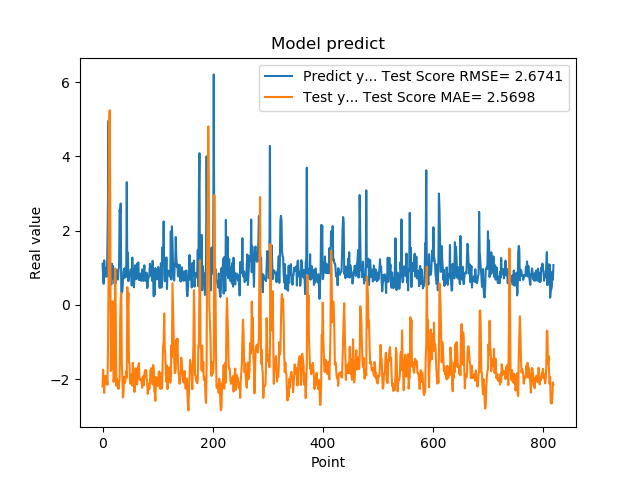 Model predict
Predict y... Test Score RMSE= 2.6741
Test y... Test Score MAE= 2.5698
6
4
2
0
−2
Real value
0 200 400 600 800
Point